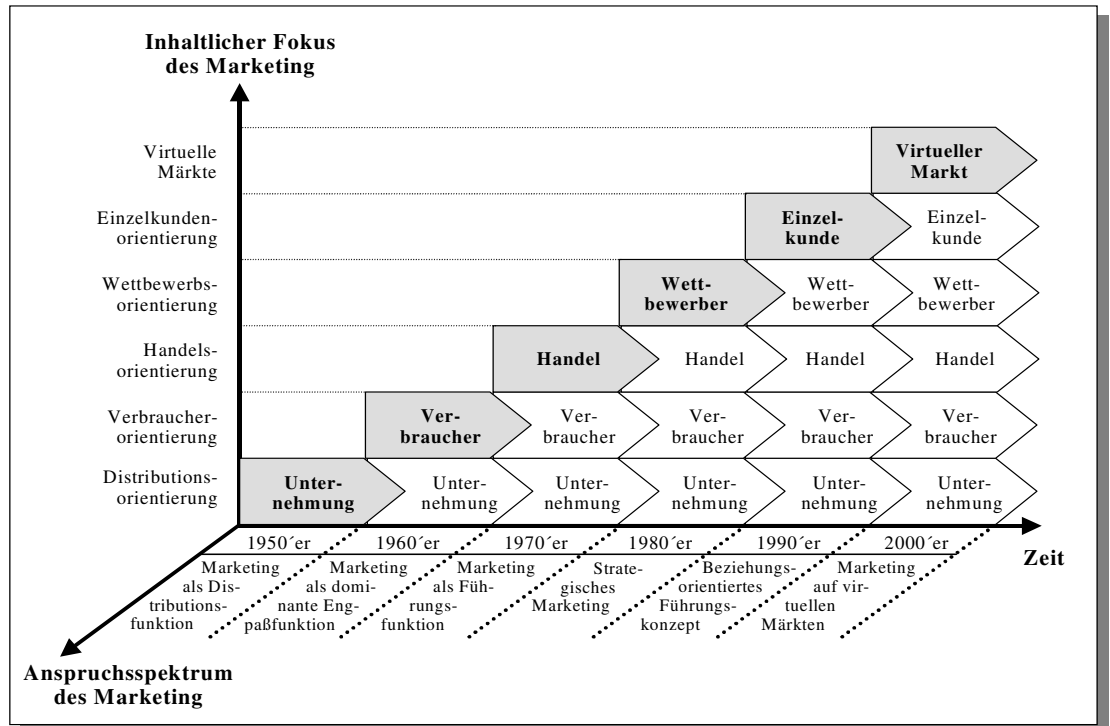 Inhaltlicher Fokus
des Marketing
Virtuelle
Märkte
Virtueller
Markt
Einzelkunden-
orientierung
Einzel-
kunde
Einzel-
kunde
Wettbewerbs-
orientierung
Wett-
bewerber
Wett-
bewerber
Wett-
bewerber
Handels-
orientierung
Handel
Handel
Handel
Handel
Verbraucher-
orientierung
Ver-
braucher
Ver-
braucher
Ver-
braucher
Ver-
braucher
Ver-
braucher
Distributions-
orientierung
Unter-
nehmung
Unter-
nehmung
Unter-
nehmung
Unter-
nehmung
Unter-
nehmung
Unter-
nehmung
1950´er
1960´er
1970´er
1980´er
1990´er
2000´er
Zeit
Marketing
als Dis-
tributions-
funktion
Marketing
als domi-
nante Eng-
paßfunktion
Marketing
als Füh-
rungs-
funktion
Strate-
gisches
Marketing
Beziehungs-
orientiertes
Führungs-
konzept
Marketing
auf vir-
tuellen
Märkten
Anspruchsspektrum
des Marketing